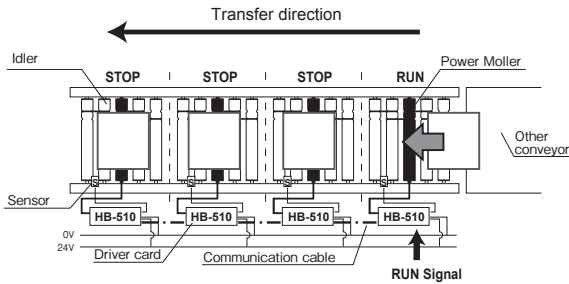 Transfer direction
Idler
STOP
STOP
STOP
RUN
Power Moller
Other
conveyor
S
S
S
S
Sensor
HB-510
HB-510
HB-510
HB-510
0V
24V
Driver card
Communication cable
RUN Signal